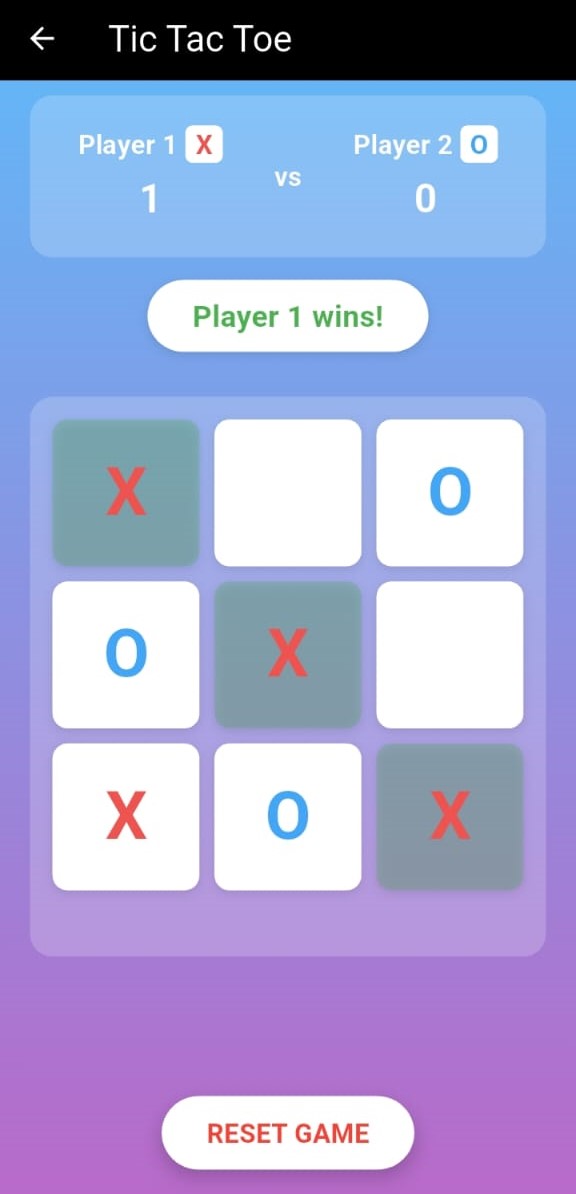 Tic Tac Toe
Player 1 X
vs
Player 2 O
1
0
Player 1 wins!
X O
O X
X O X
RESET GAME